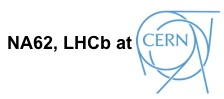 NA62, LHCb at CERN